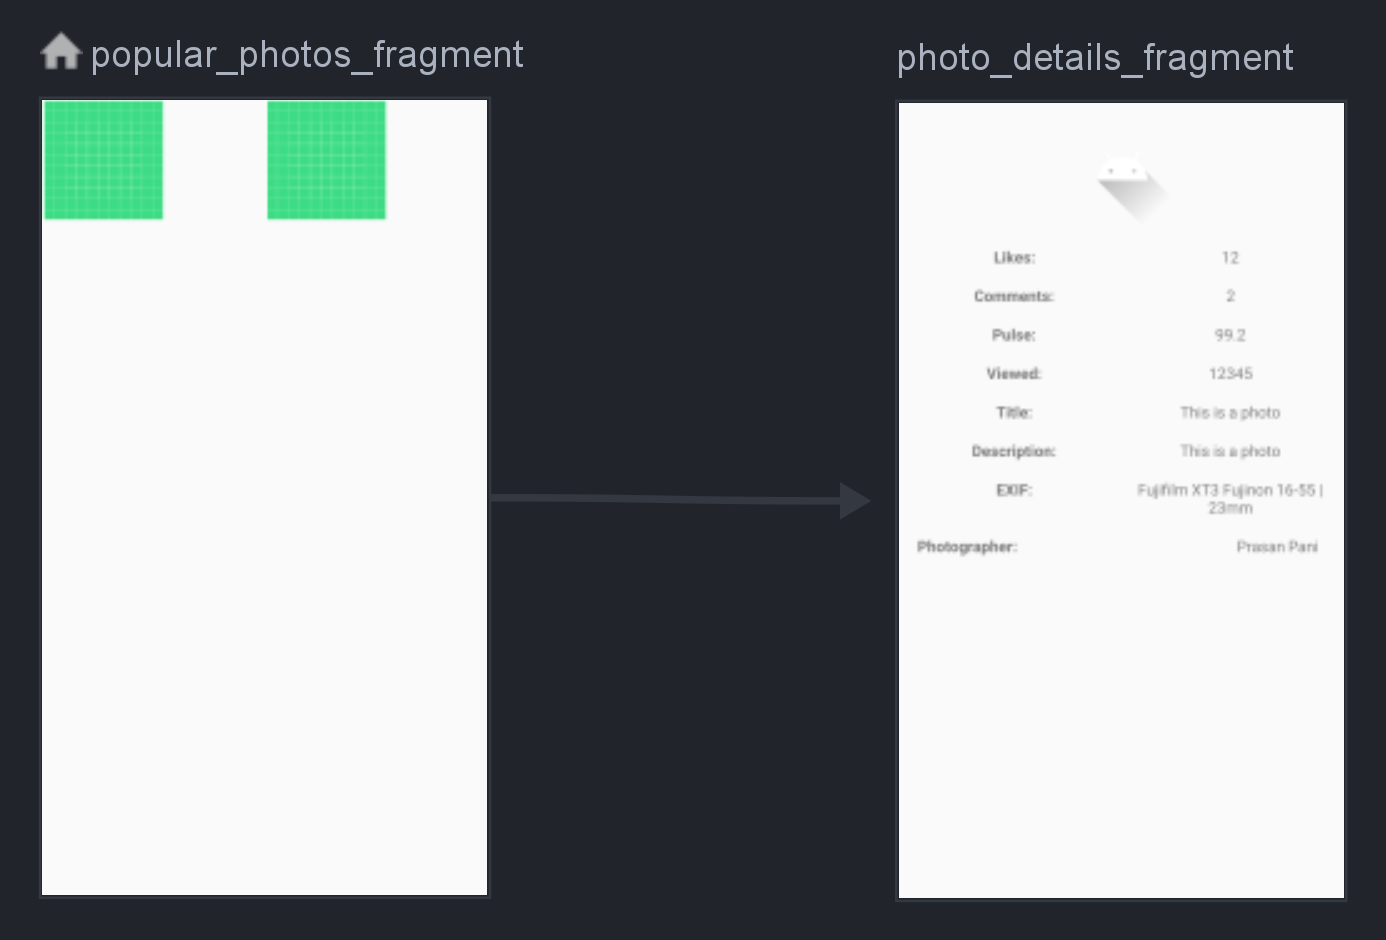 popular_photos_fragment
photo_details_fragment
Likes: 12
Comments: 2
Pulse: 99.2
Viewed: 12345
Title: This is a photo
Description: This is a photo
EXIF: Fujifilm XT3 Fujinon 16-55 |
23mm
Photographer: Prasan Pani